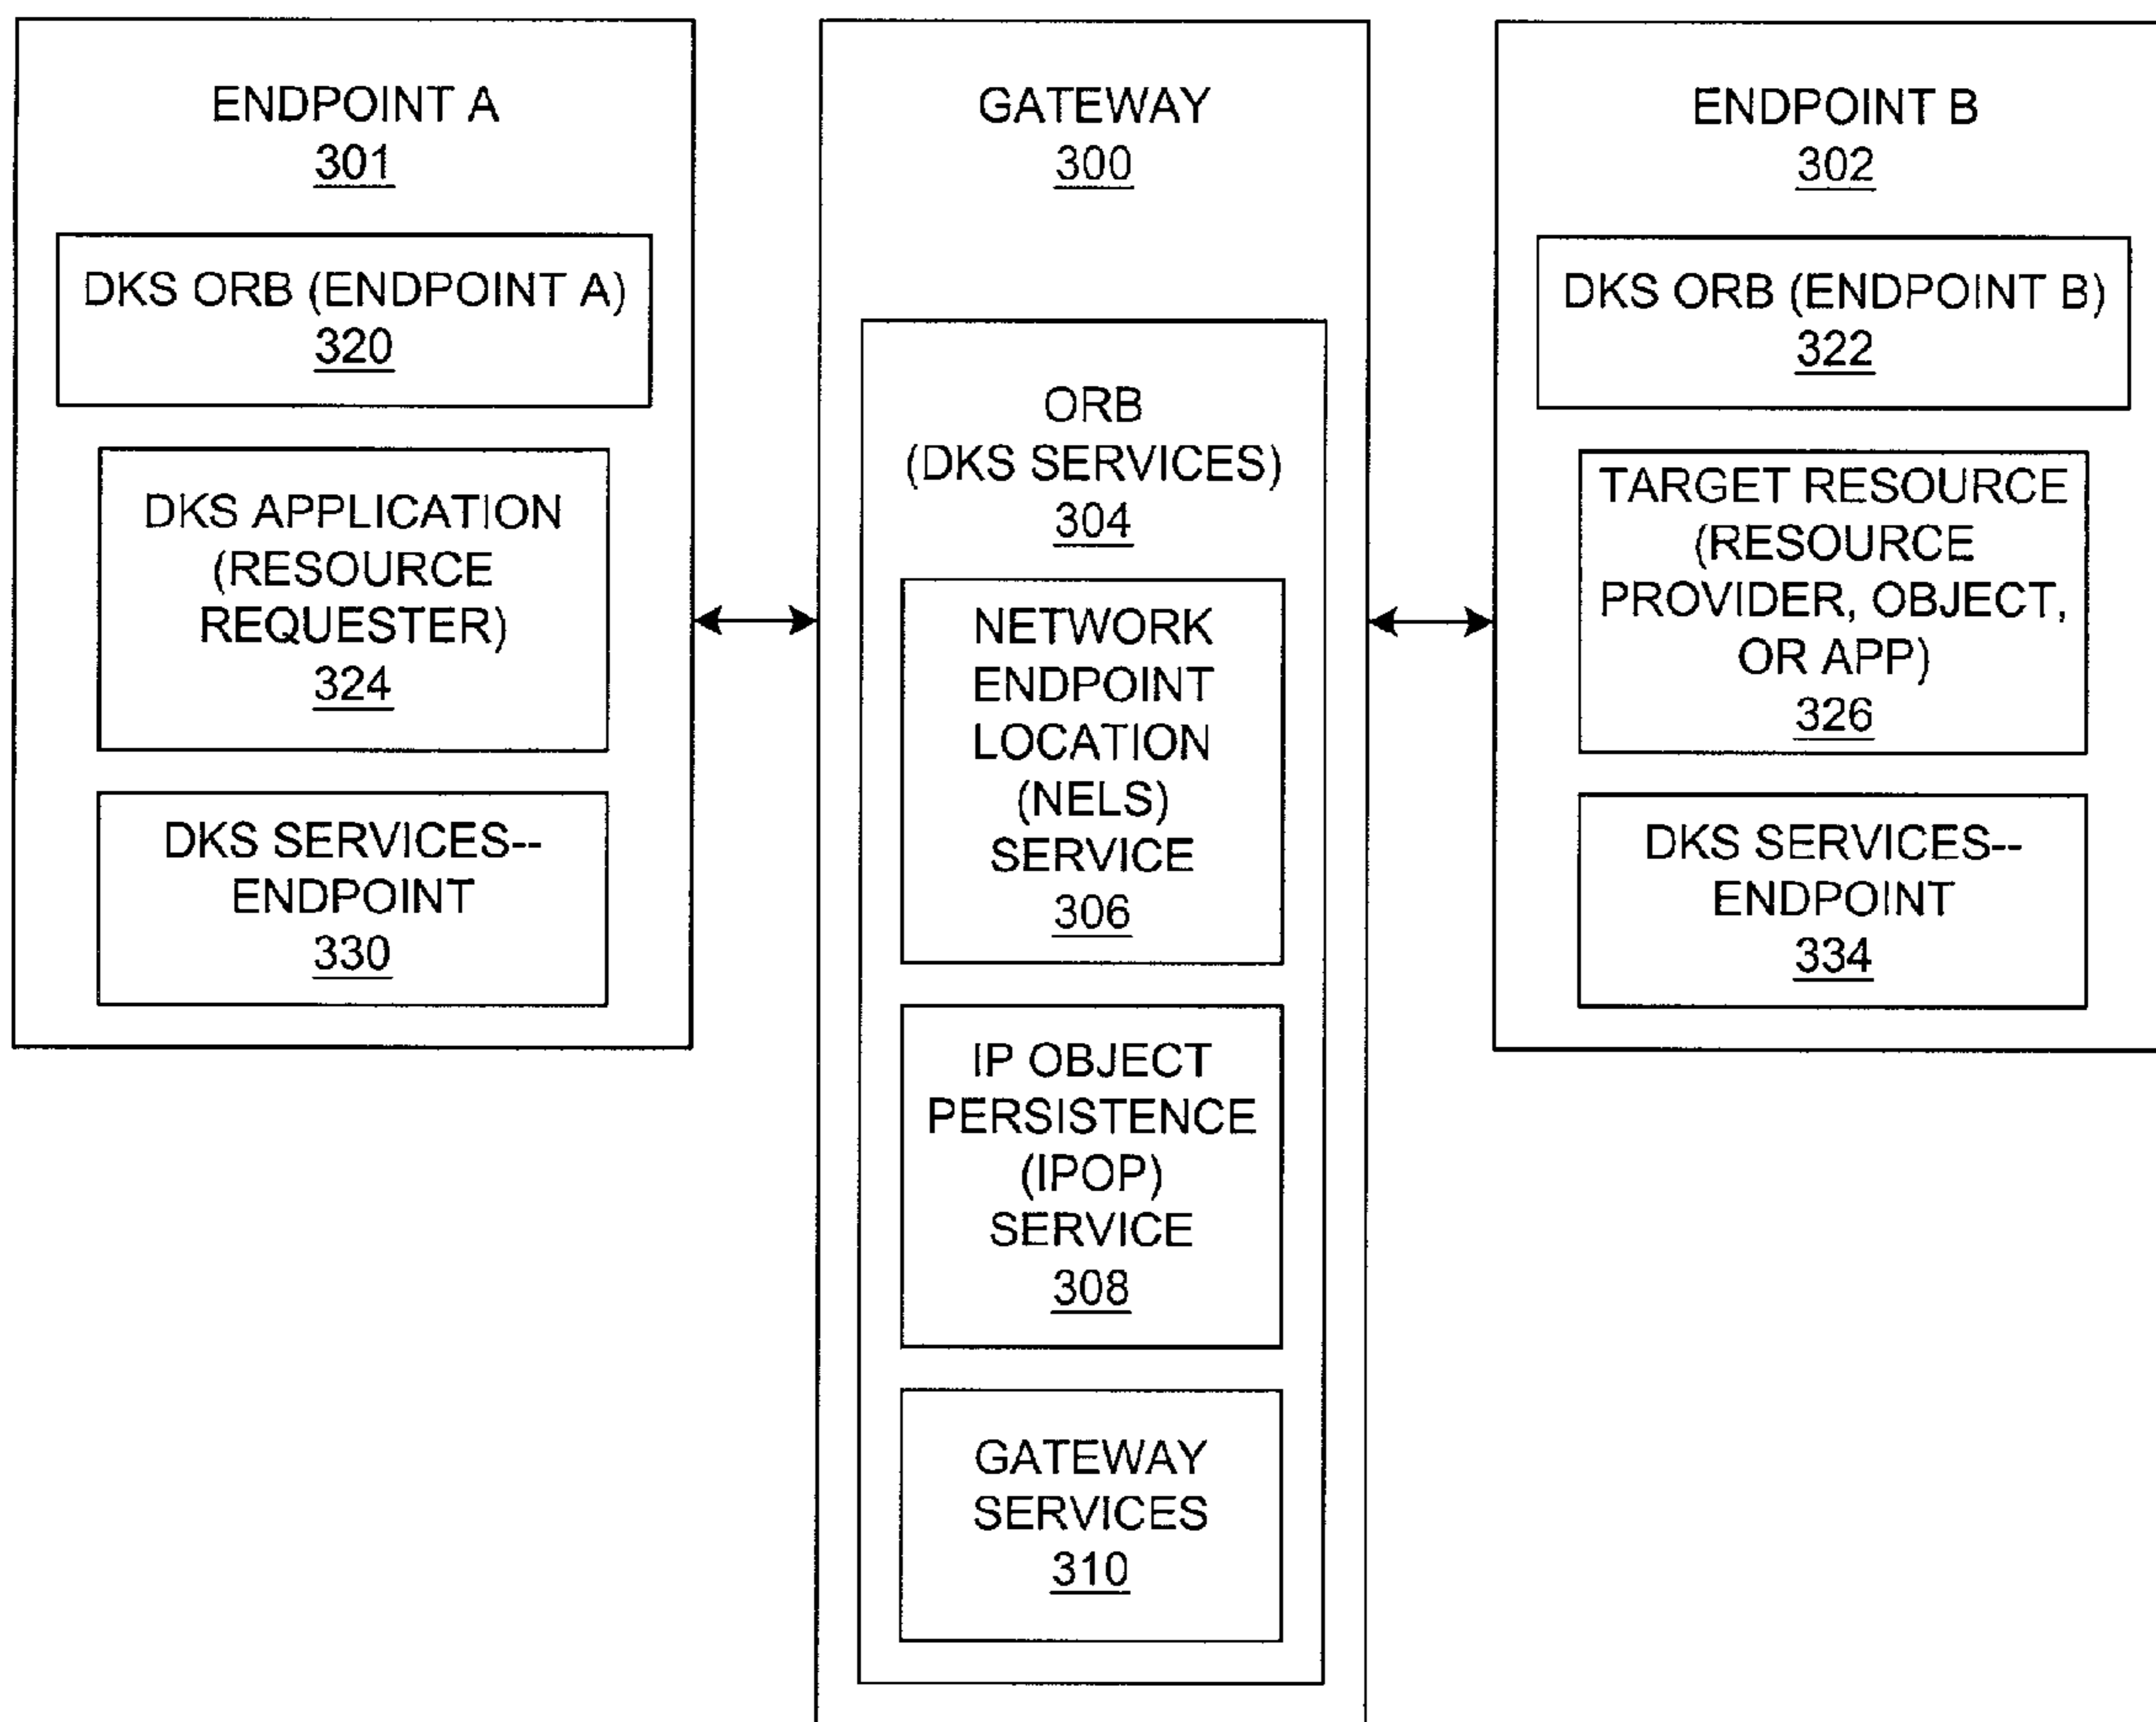 ENDPOINT A
301
DKS ORB (ENDPOINT A)
320
DKS APPLICATION
(RESOURCE
REQUESTER)
324
DKS SERVICES--
ENDPOINT
330
GATEWAY
300
ORB
(DKS SERVICES)
304
NETWORK
ENDPOINT
LOCATION
(NELS)
SERVICE
306
IP OBJECT
PERSISTENCE
(IPOP)
SERVICE
308
GATEWAY
SERVICES
310
ENDPOINT B
302
DKS ORB (ENDPOINT B)
322
TARGET RESOURCE
(RESOURCE
PROVIDER, OBJECT,
OR APP)
326
DKS SERVICES--
ENDPOINT
334